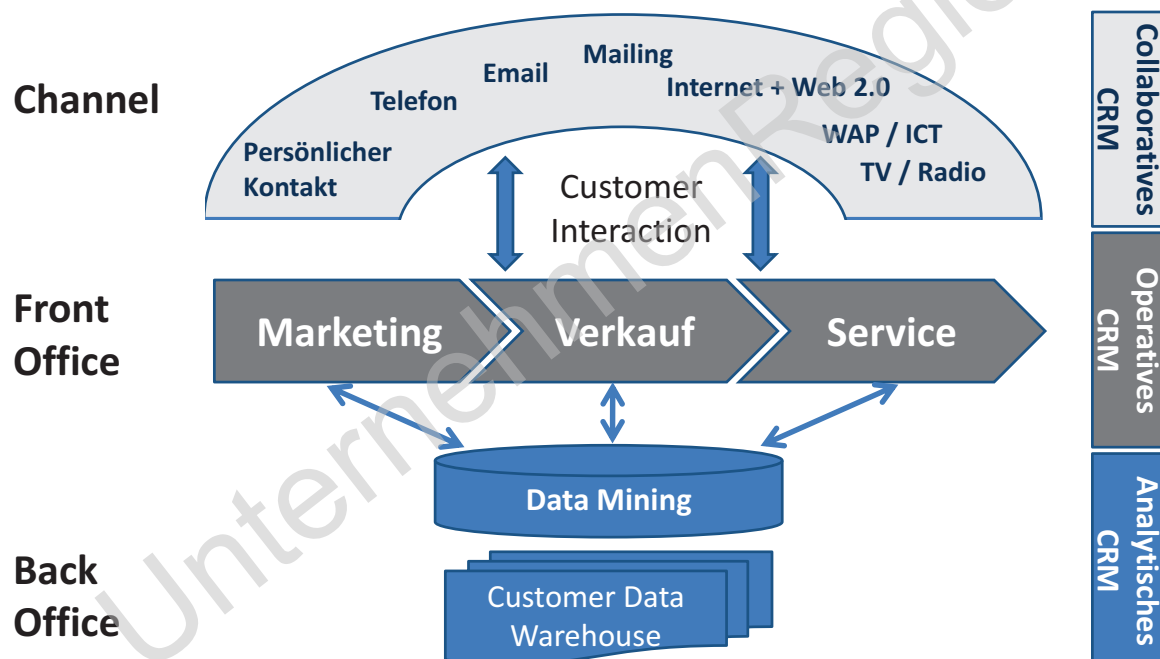 Channel
Persönlicher
Kontakt
Telefon
Email
Mailing
Internet + Web 2.0
WAP / ICT
TV / Radio
Customer
Interaction
Collaboratives
CRM
Front
Office
Marketing
Verkauf
Service
Operatives
CRM
Data Mining
Back
Office
Customer Data
Warehouse
Analytisches
CRM
UnternehmenRegio